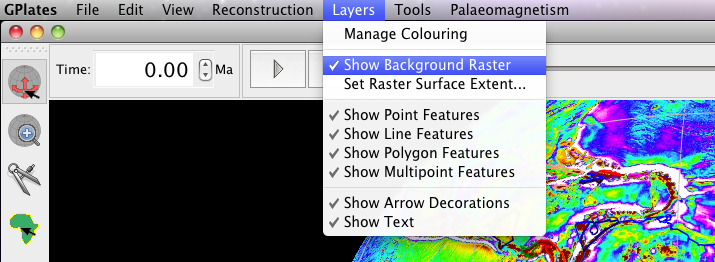 GPlates File Edit View Reconstruction Layers Tools Palaeomagnetism
Manage Colouring
Time: 0.00 Ma
✓ Show Background Raster
Set Raster Surface Extent...
✓ Show Point Features
✓ Show Line Features
✓ Show Polygon Features
✓ Show Multipoint Features
✓ Show Arrow Decorations
✓ Show Text